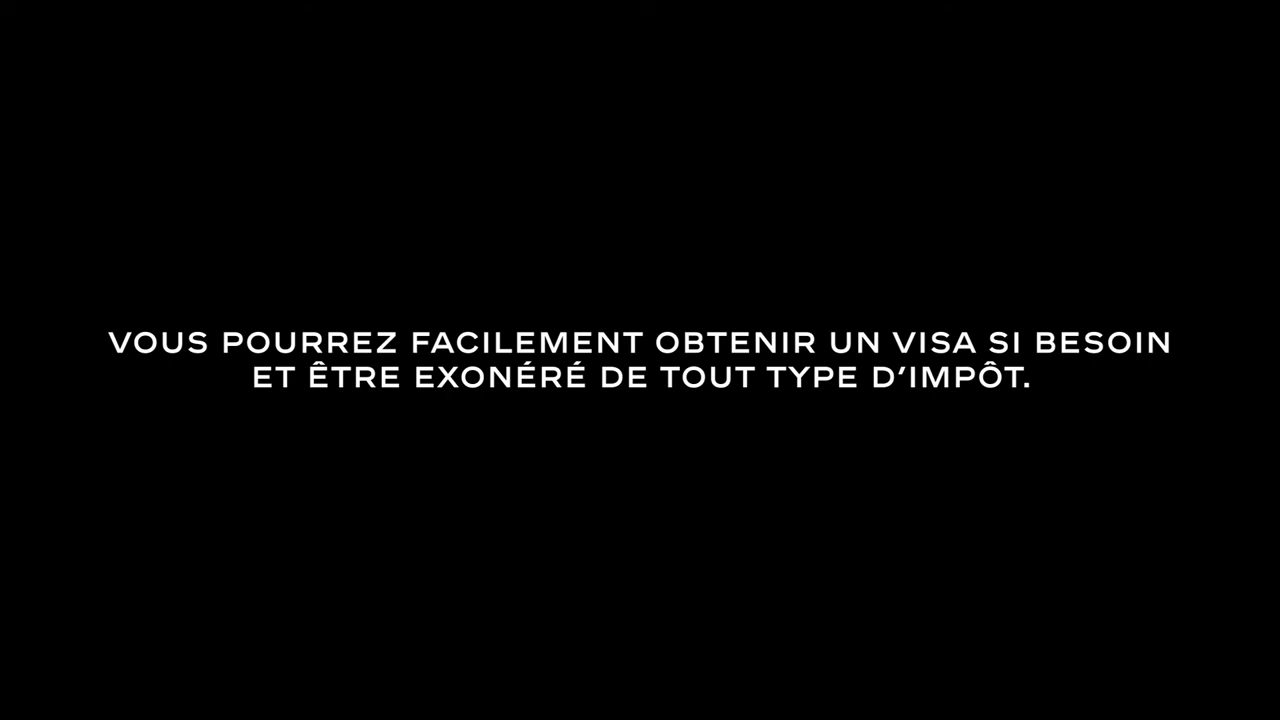 VOUS POURREZ FACILEMENT OBTENIR UN VISA SI BESOIN
ET ÊTRE EXONÉRÉ DE TOUT TYPE D’IMPÔT.